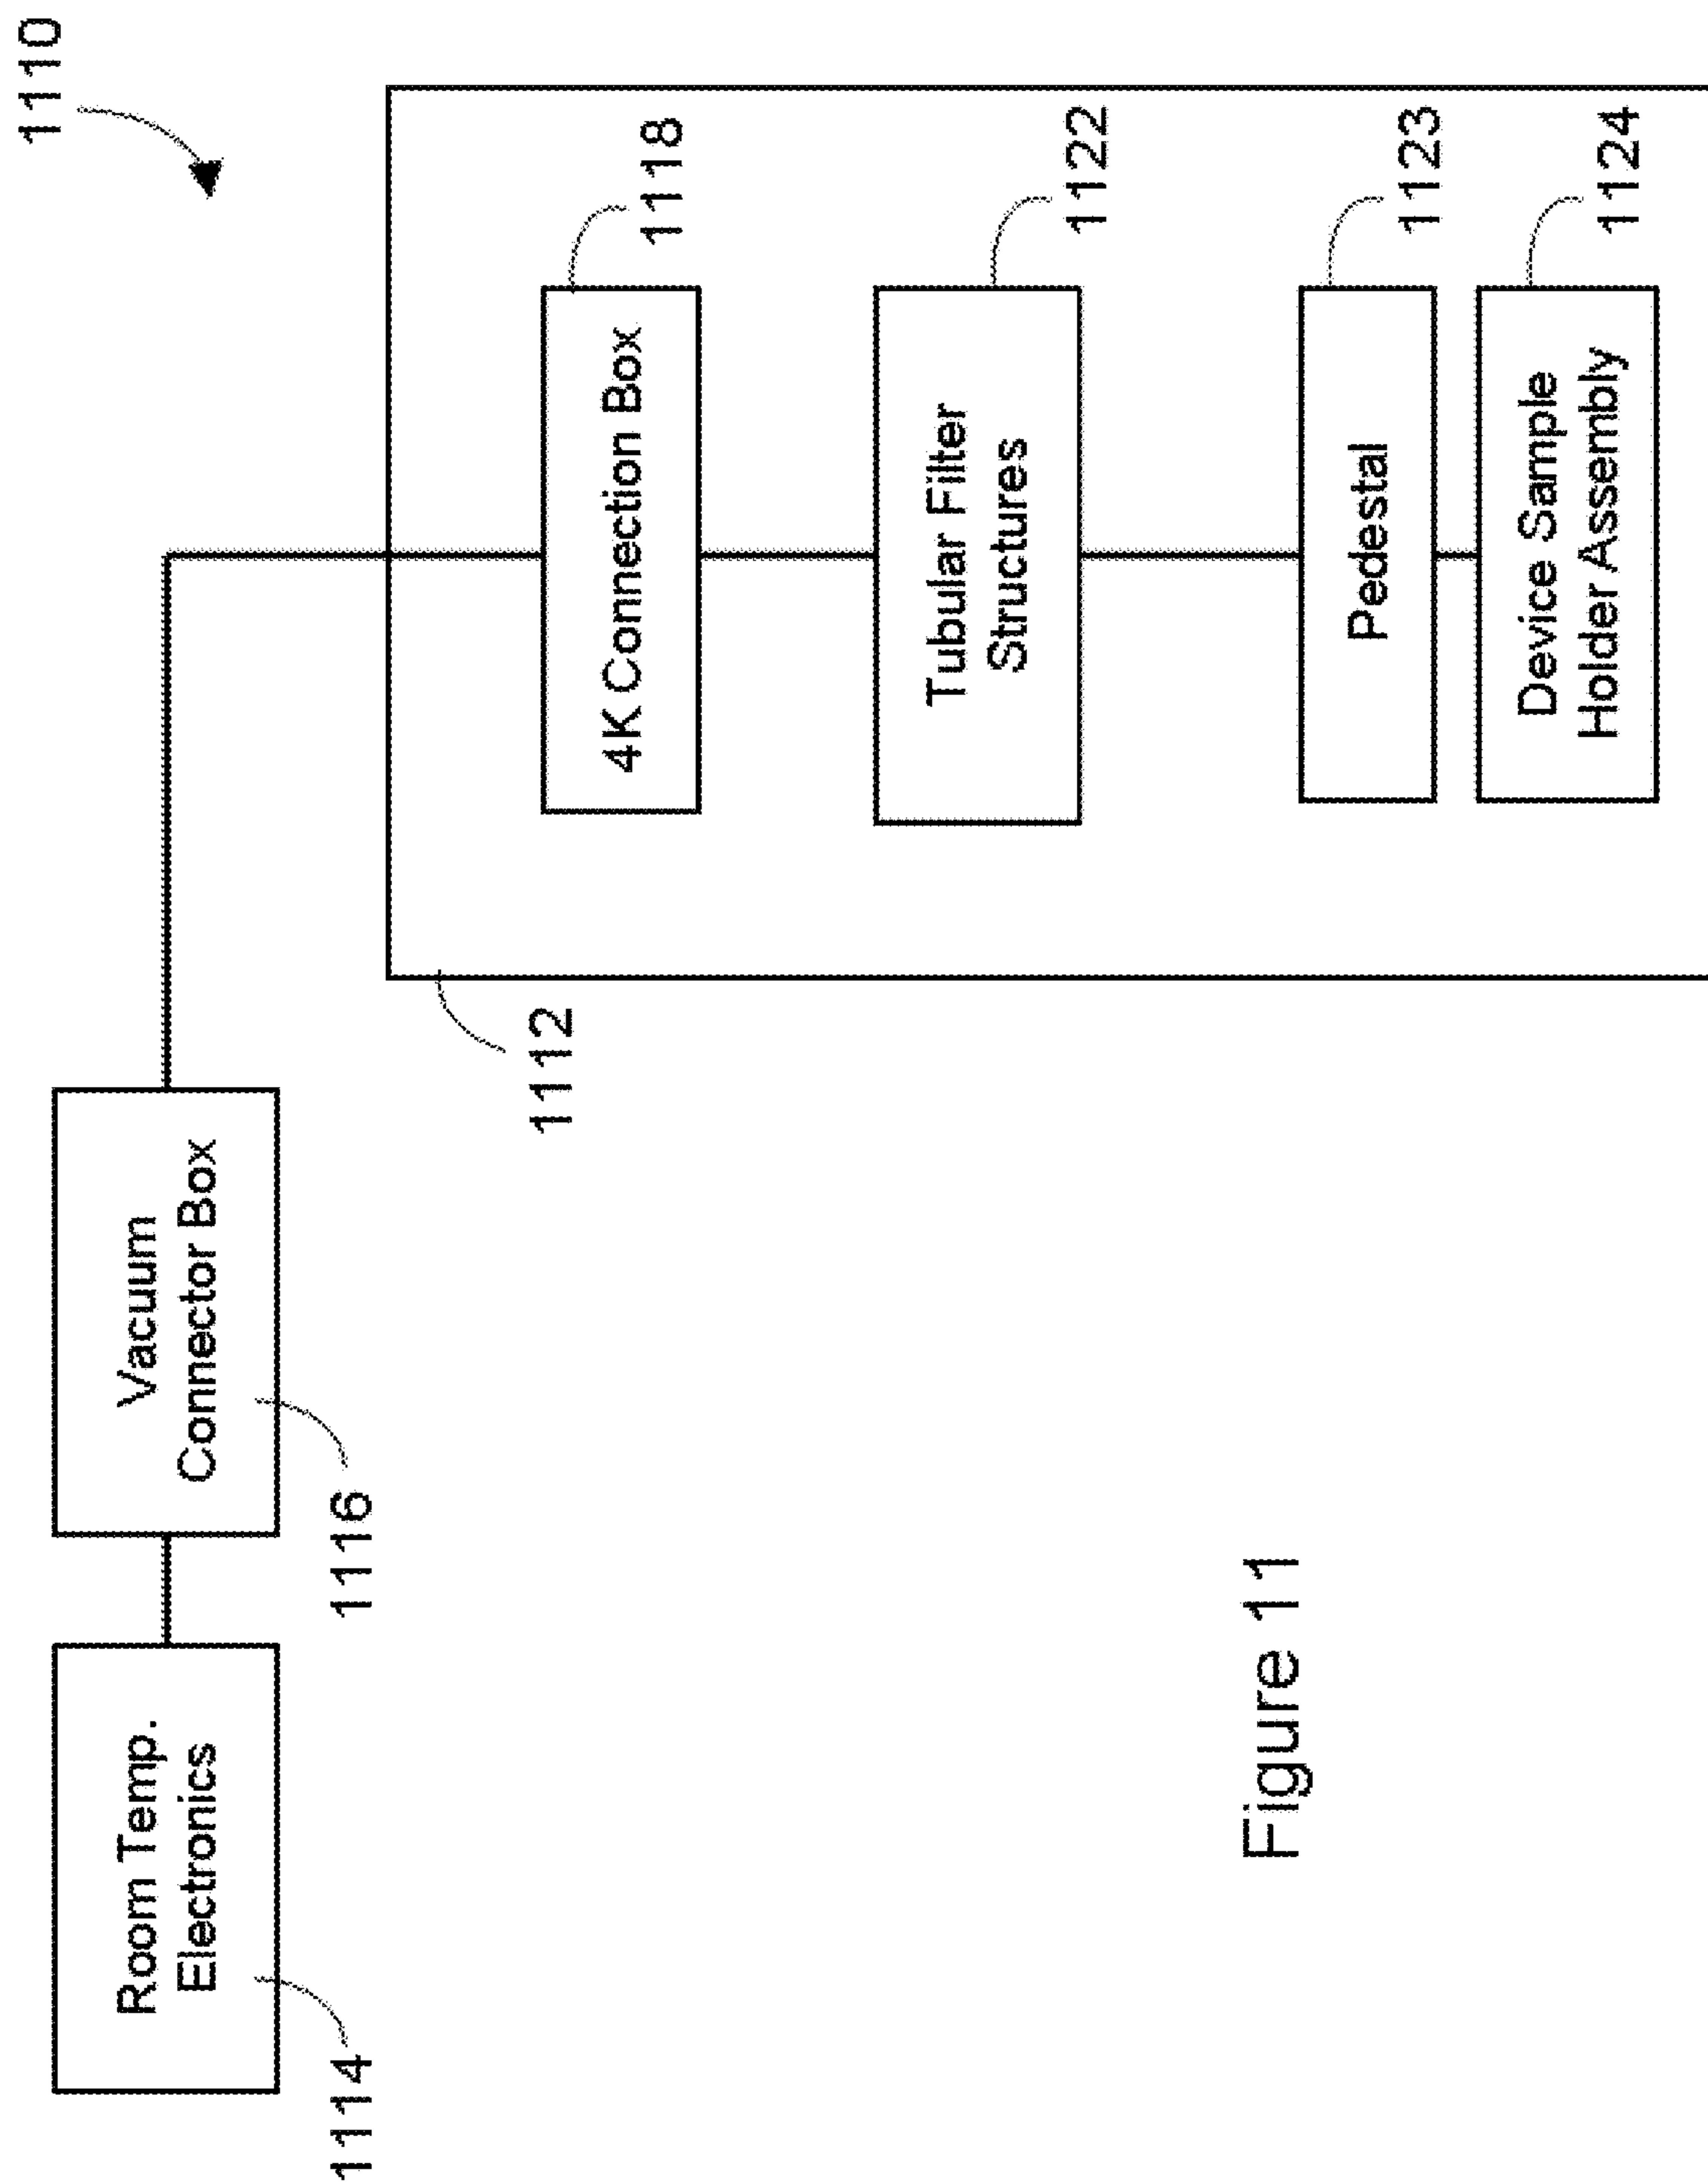 1110
Room Temp.
Electronics
1114
Vacuum
Connector Box
1116
1112
4K Connection Box
1118
Tubular Filter
Structures
1122
Pedestal
1123
Device Sample
Holder Assembly
1124
Figure 11